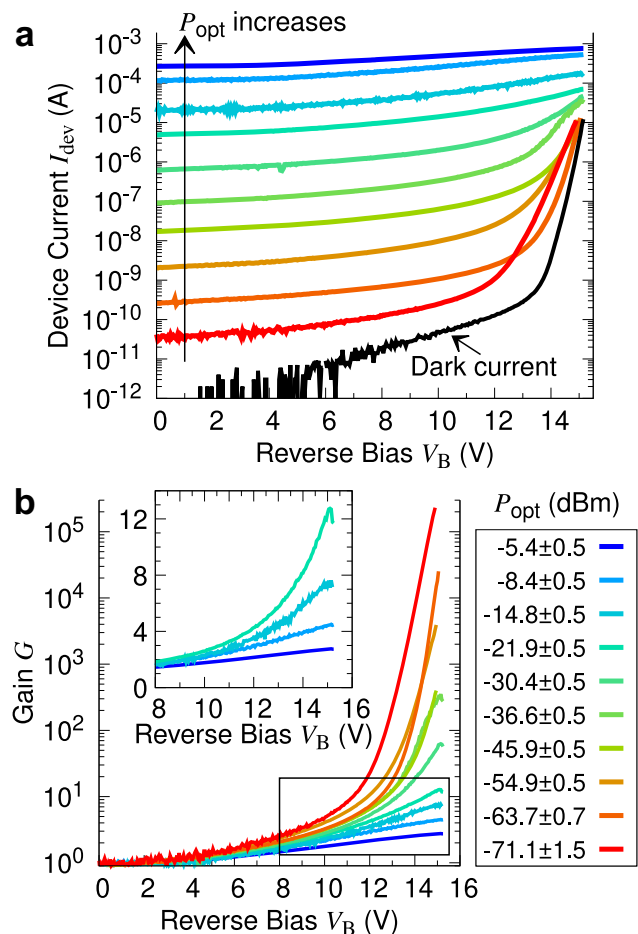 a
P_opt increases
Device Current I_dev (A)
10^-3
10^-4
10^-5
10^-6
10^-7
10^-8
10^-9
10^-10
10^-11
10^-12
Dark current
0 2 4 6 8 10 12 14
Reverse Bias V_B (V)
b
Gain G
10^5
10^4
10^3
10^2
10^1
10^0
12
8
4
0
8 10 12 14 16
Reverse Bias V_B (V)
0 2 4 6 8 10 12 14 16
Reverse Bias V_B (V)
P_opt (dBm)
-5.4±0.5
-8.4±0.5
-14.8±0.5
-21.9±0.5
-30.4±0.5
-36.6±0.5
-45.9±0.5
-54.9±0.5
-63.7±0.7
-71.1±1.5